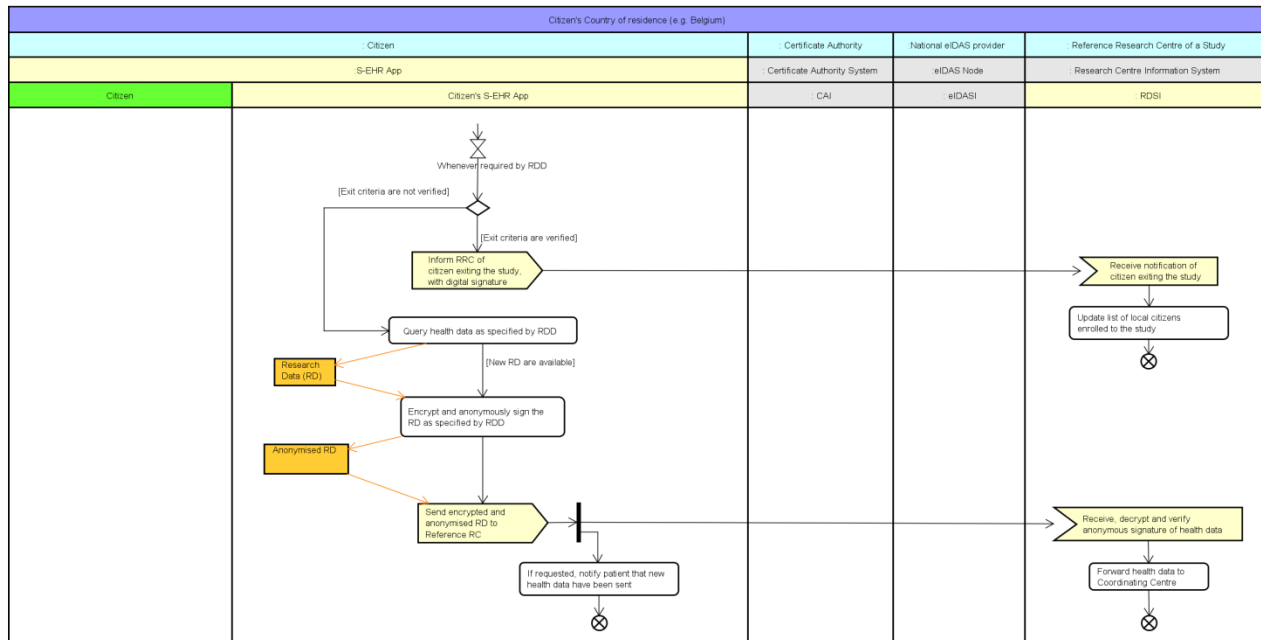 Citizen's Country of residence (e.g. Belgium)
: Citizen
: Certificate Authority
:National eIDAS provider
: Reference Research Centre of a Study
:S-EHR App
: Certificate Authority System
:eIDAS Node
: Research Centre Information System
Citizen
Citizen's S-EHR App
: CAI
: eIDASI
: RDSI
Whenever required by RDD
[Exit criteria are not verified]
[Exit criteria are verified]
Inform RRC of
citizen exiting the study,
with digital signature
Receive notification of
citizen exiting the study
Update list of local citizens
enrolled to the study
Query health data as specified by RDD
[New RD are available]
Research
Data (RD)
Encrypt and anonymously sign the
RD as specified by RDD
Anonymised RD
Send encrypted and
anonymised RD to
Reference RC
Receive, decrypt and verify
anonymous signature of health data
If requested, notify patient that new
health data have been sent
Forward health data to
Coordinating Centre